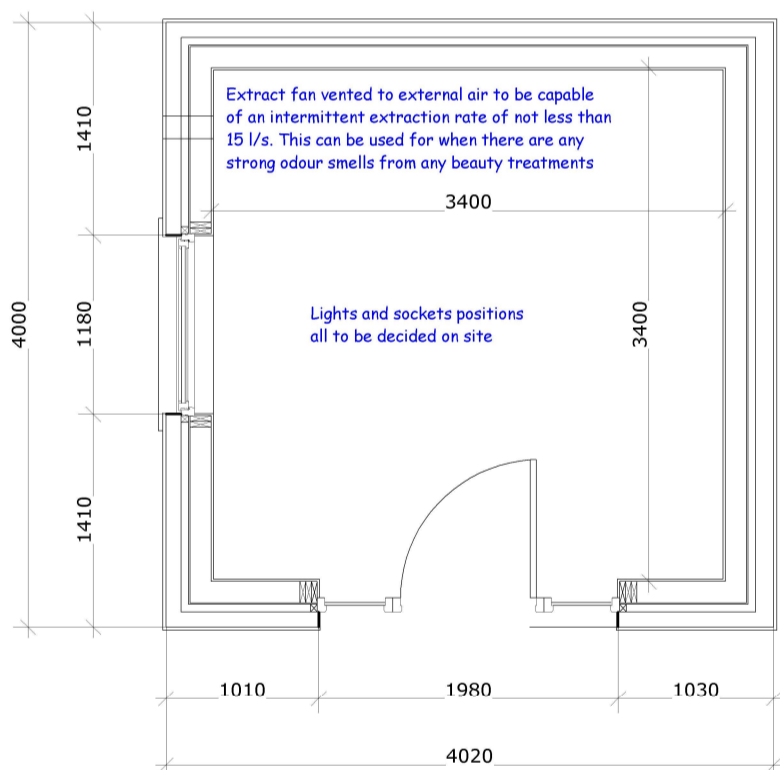 Extract fan vented to external air to be capable
of an intermittent extraction rate of not less than
15 l/s. This can be used for when there are any
strong odour smells from any beauty treatments
1410
3400
4000
1180
Lights and sockets positions
all to be decided on site
3400
1410
1010
1980
1030
4020